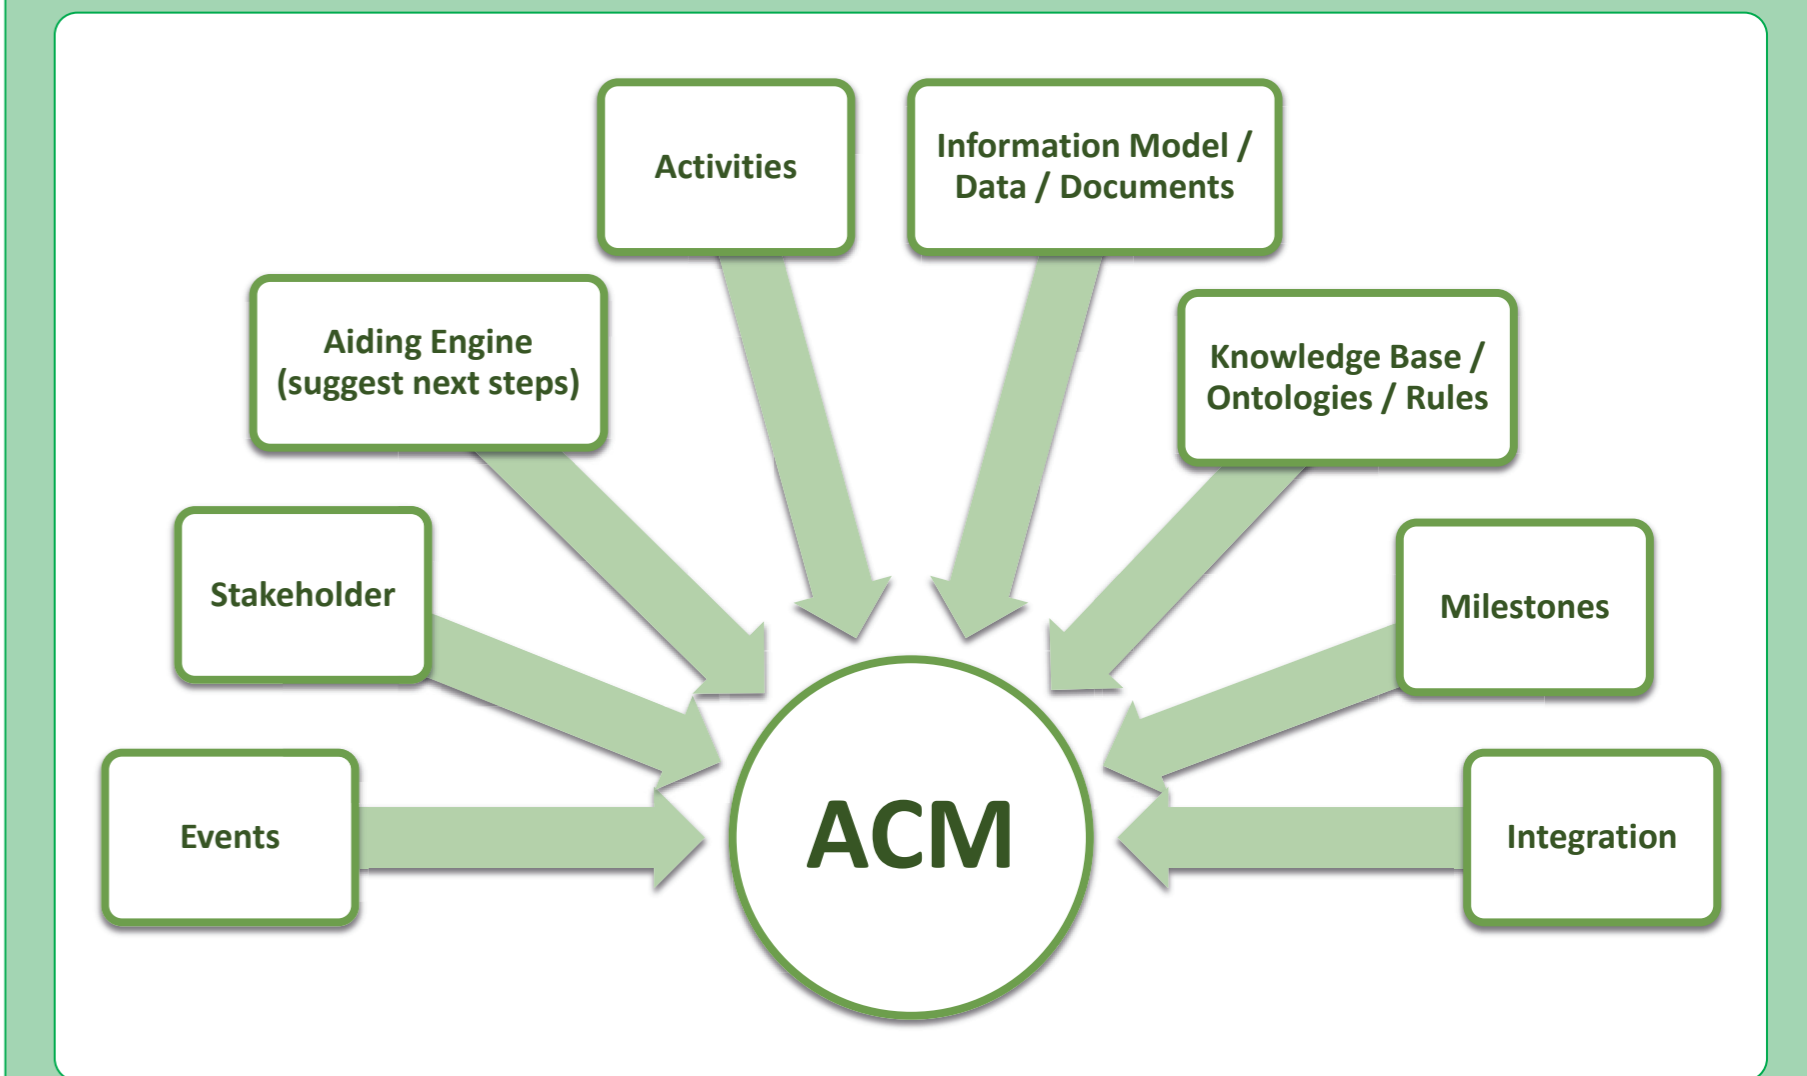 Activities
Information Model /
Data / Documents
Aiding Engine
(suggest next steps)
Knowledge Base /
Ontologies / Rules
Stakeholder
Milestones
Events
ACM
Integration